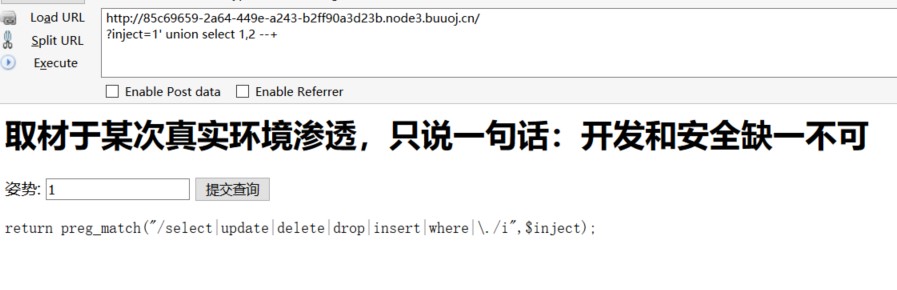 Load URL
http://85c69659-2a64-449e-a243-b2ff90a3d23b.node3.buuoj.cn/
Split URL
?inject=1' union select 1,2 --+
Execute
Enable Post data
Enable Referrer
取材于某次真实环境渗透，只说一句话：开发和安全缺一不可
姿势: 1 提交查询
return preg_match("/select|update|delete|drop|insert|where|\./i",$inject);